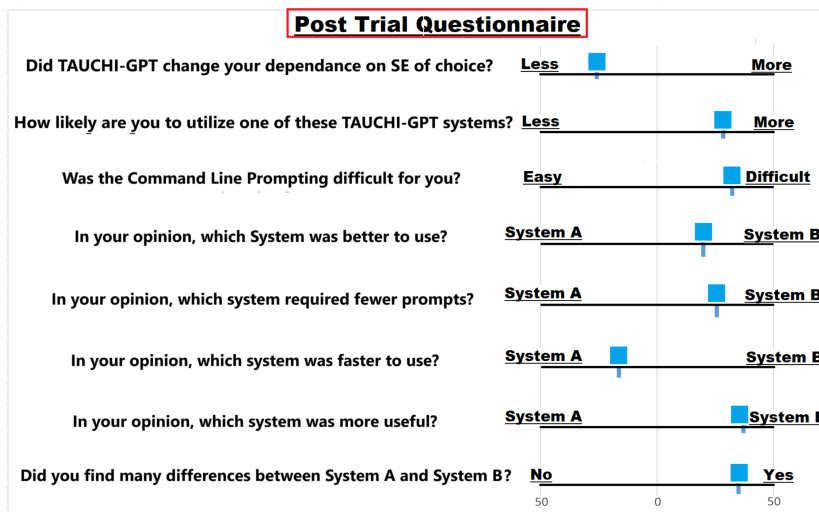 Post Trial Questionnaire
Did TAUCHI-GPT change your dependance on SE of choice? Less More
How likely are you to utilize one of these TAUCHI-GPT systems? Less More
Was the Command Line Prompting difficult for you? Easy Difficult
In your opinion, which System was better to use? System A System B
In your opinion, which system required fewer prompts? System A System B
In your opinion, which system was faster to use? System A System B
In your opinion, which system was more useful? System A System B
Did you find many differences between System A and System B? No Yes
50 0 50